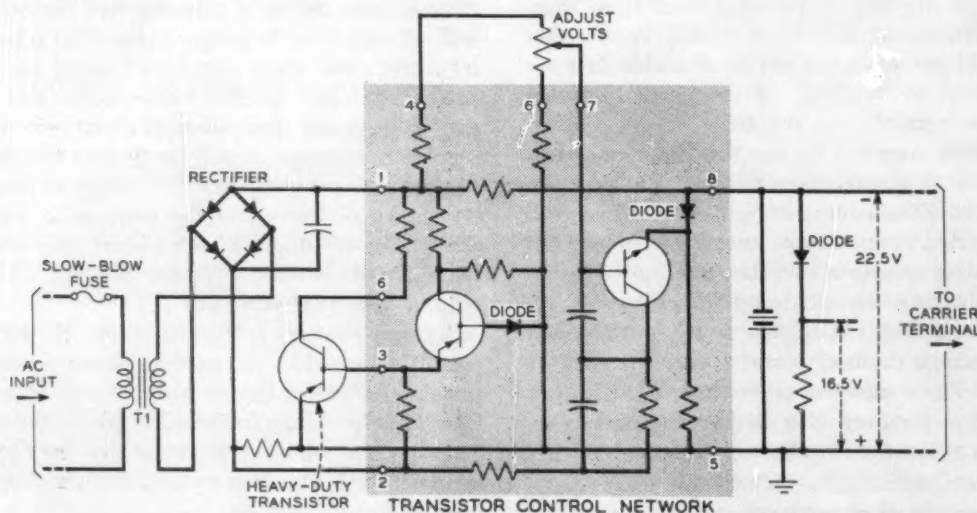 ADJUST
VOLTS
4
6
7
RECTIFIER
1
8
DIODE
DIODE
−
22.5V
SLOW-BLOW
FUSE
6
DIODE
TO
CARRIER
TERMINAL
3
AC
INPUT
T1
16.5V
+
+
2
5
HEAVY-DUTY
TRANSISTOR
TRANSISTOR CONTROL NETWORK